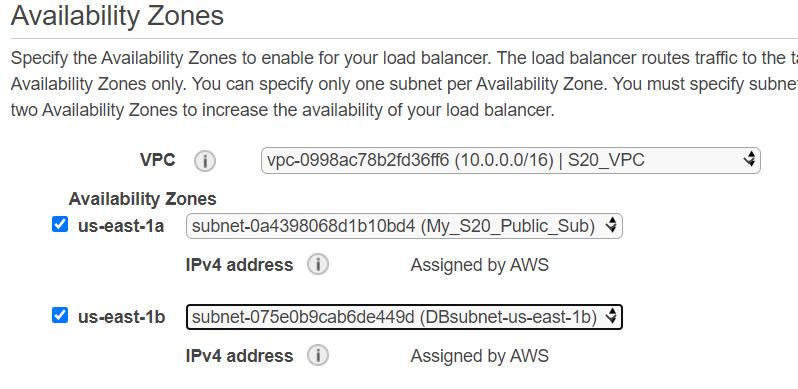 Availability Zones
Specify the Availability Zones to enable for your load balancer. The load balancer routes traffic to the
Availability Zones only. You can specify only one subnet per Availability Zone. You must specify
two Availability Zones to increase the availability of your load balancer.
VPC i vpc-0998ac78b2fd36ff6 (10.0.0.0/16) | S20_VPC
Availability Zones
us-east-1a subnet-0a4398068d1b10bd4 (My_S20_Public_Sub)
IPv4 address i Assigned by AWS
us-east-1b subnet-075e0b9cab6de449d (DBsubnet-us-east-1b)
IPv4 address i Assigned by AWS